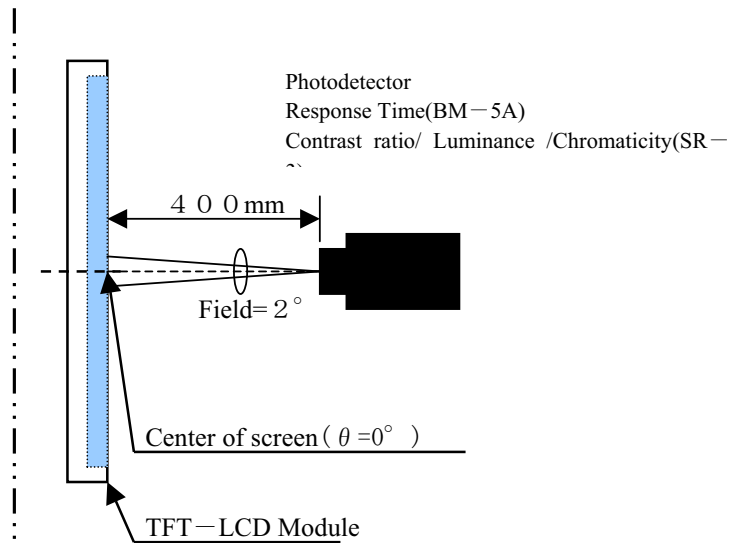 Photodetector
Response Time(BM－5A)
Contrast ratio/ Luminance /Chromaticity(SR－
４００mm
Field=２°
Center of screen（θ=0°）
TFT－LCD Module